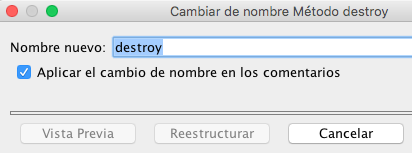 Cambiar de nombre Método destroy
Nombre nuevo: destroy
Aplicar el cambio de nombre en los comentarios
Vista Previa Reestructurar Cancelar